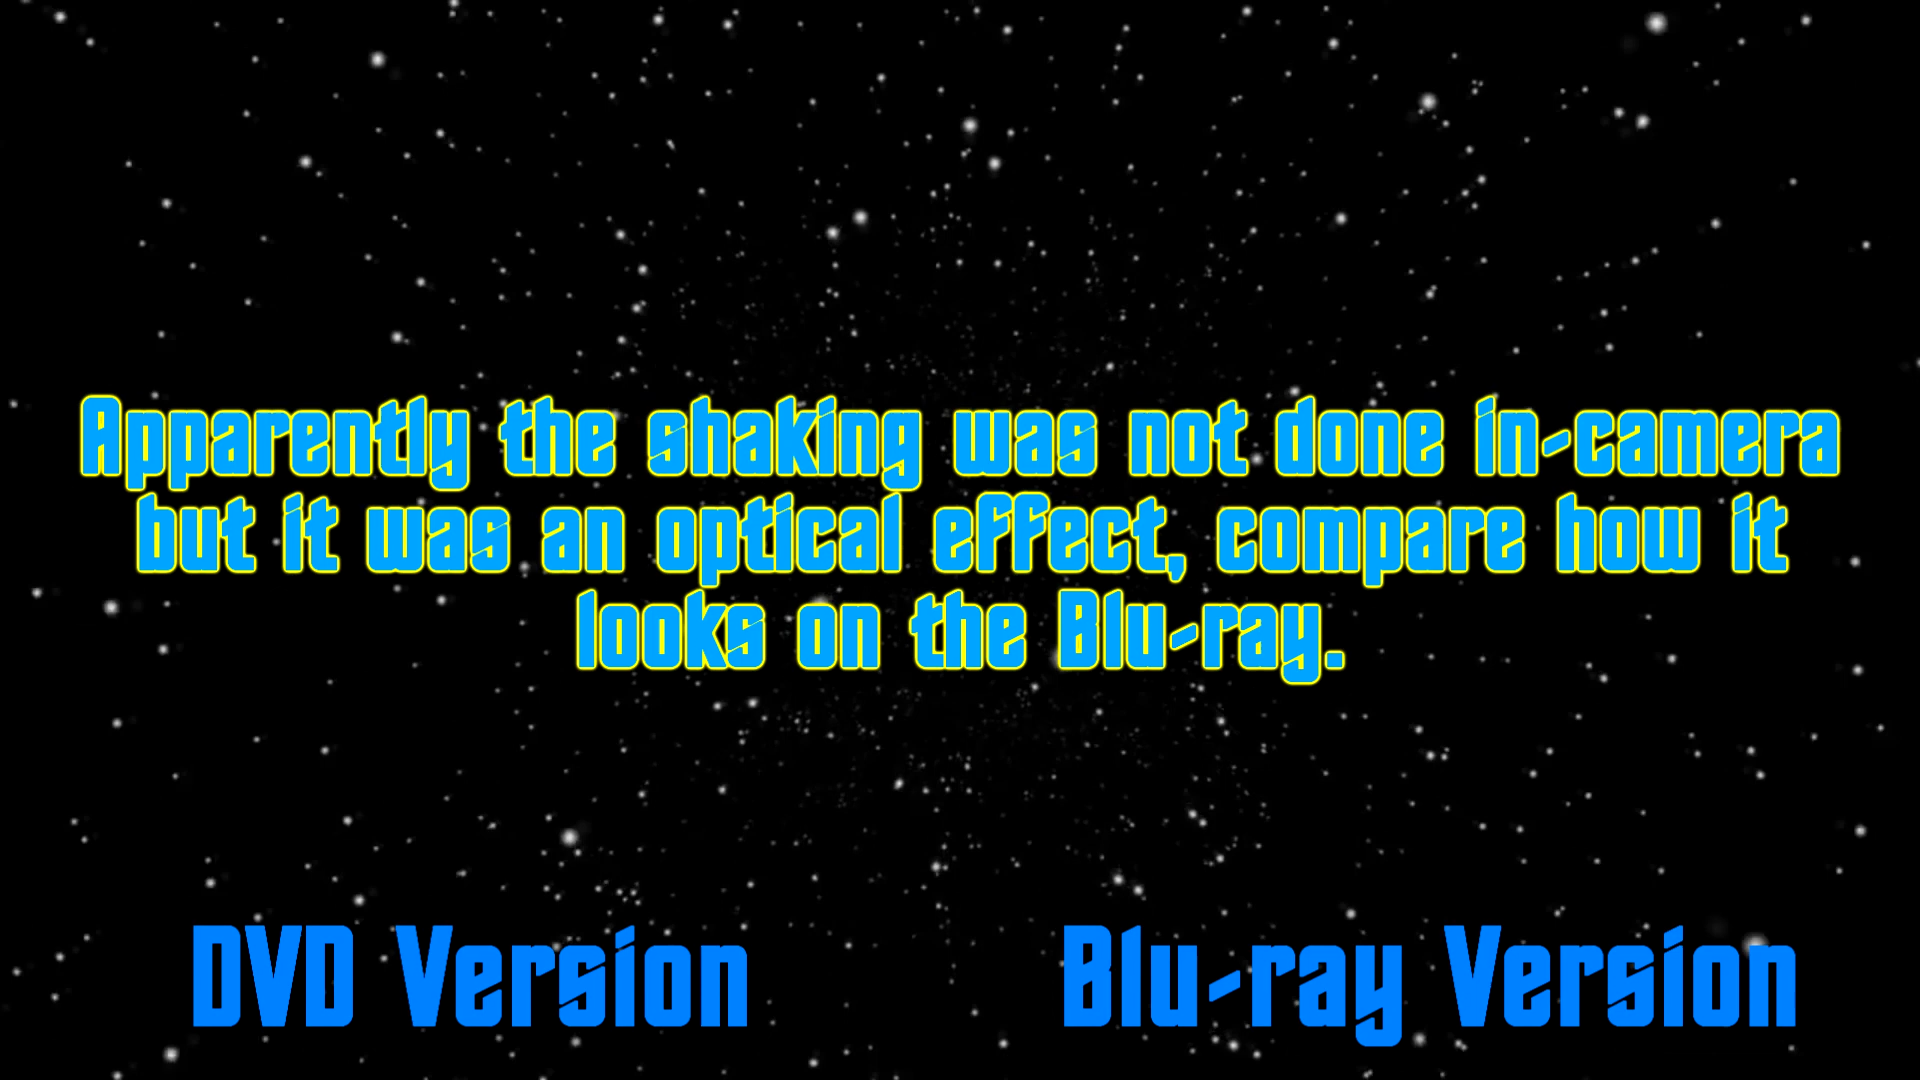 Apparently the shaking was not done in-camera
but it was an optical effect, compare how it
looks on the Blu-ray.
DVD Version
Blu-ray Version